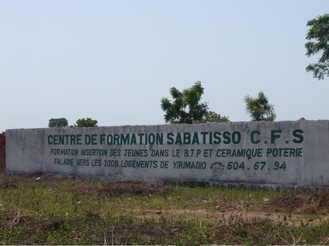 CENTRE DE FORMATION SABATISSO C.F.S
FORMATION INSERTION DES JEUNES DANS LE B.T.P ET CERAMIQUE POTERIE
FALADIE VERS LES 1008 LOGEMENTS DE YIRIMADIO ☎ 604.67.94